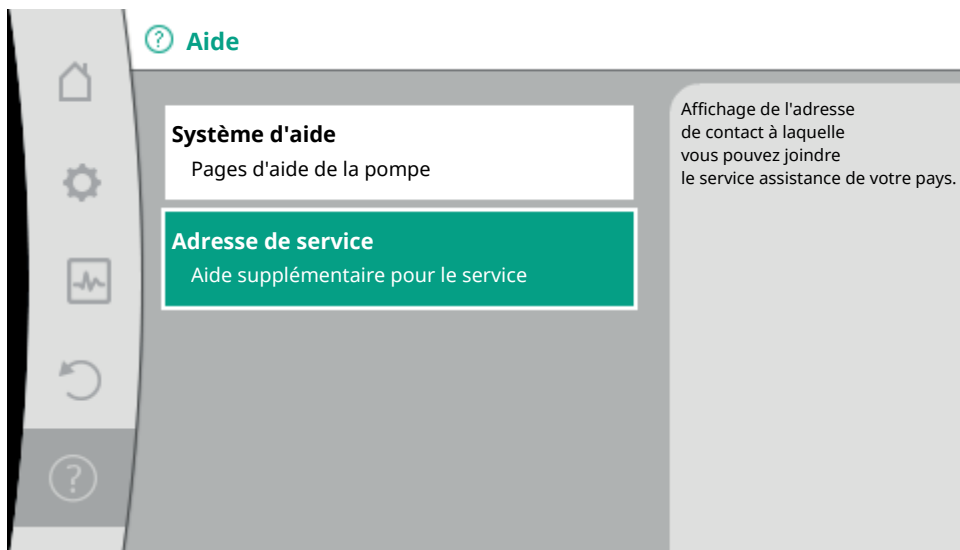 Aide
Système d'aide
Pages d'aide de la pompe
Adresse de service
Aide supplémentaire pour le service
Affichage de l'adresse
de contact à laquelle
vous pouvez joindre
le service assistance de votre pays.